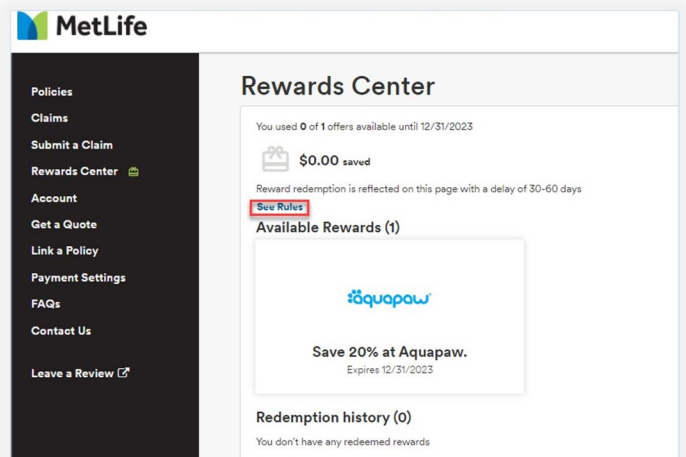 MetLife
Policies
Claims
Submit a Claim
Rewards Center
Account
Get a Quote
Link a Policy
Payment Settings
FAQs
Contact Us
Leave a Review
Rewards Center
You used 0 of 1 offers available until 12/31/2023
$0.00 saved
Reward redemption is reflected on this page with a delay of 30-60 days
See Rules
Available Rewards (1)
aquapaw
Save 20% at Aquapaw.
Expires 12/31/2023
Redemption history (0)
You don't have any redeemed rewards